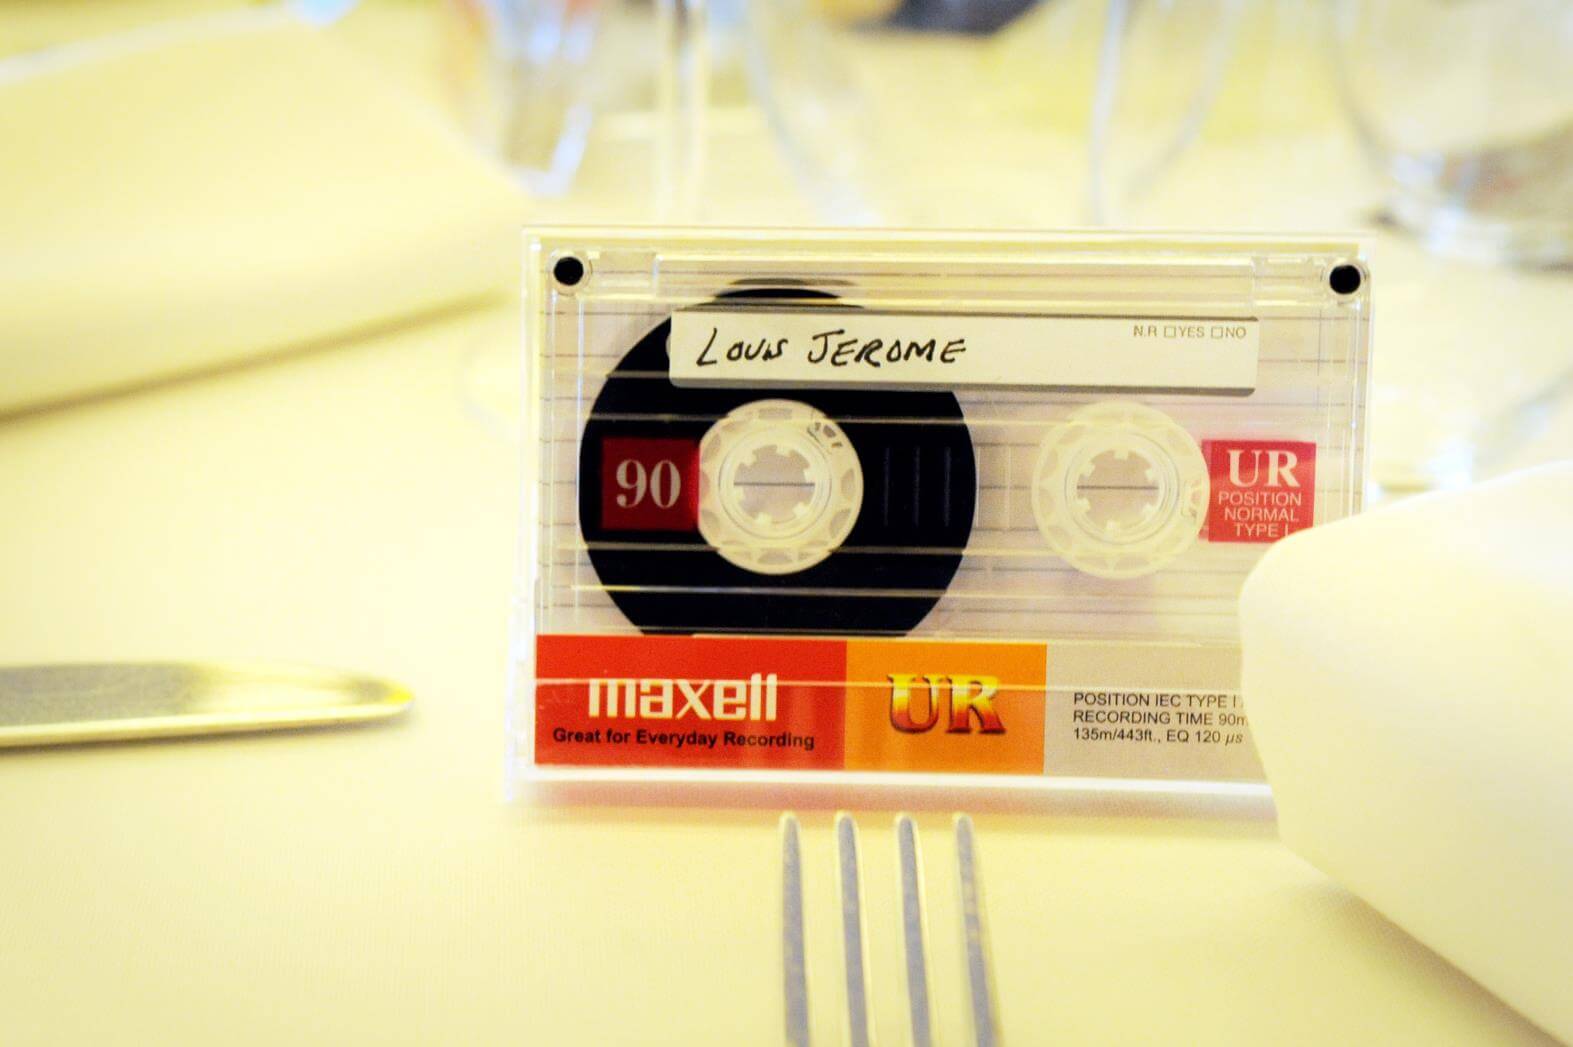 LOUIS JEROME
N.R □YES □NO
90
UR
POSITION
NORMAL
TYPE I
maxell
Great for Everyday Recording
UR
POSITION IEC TYPE I
RECORDING TIME 90m
135m/443ft., EQ 120 µs